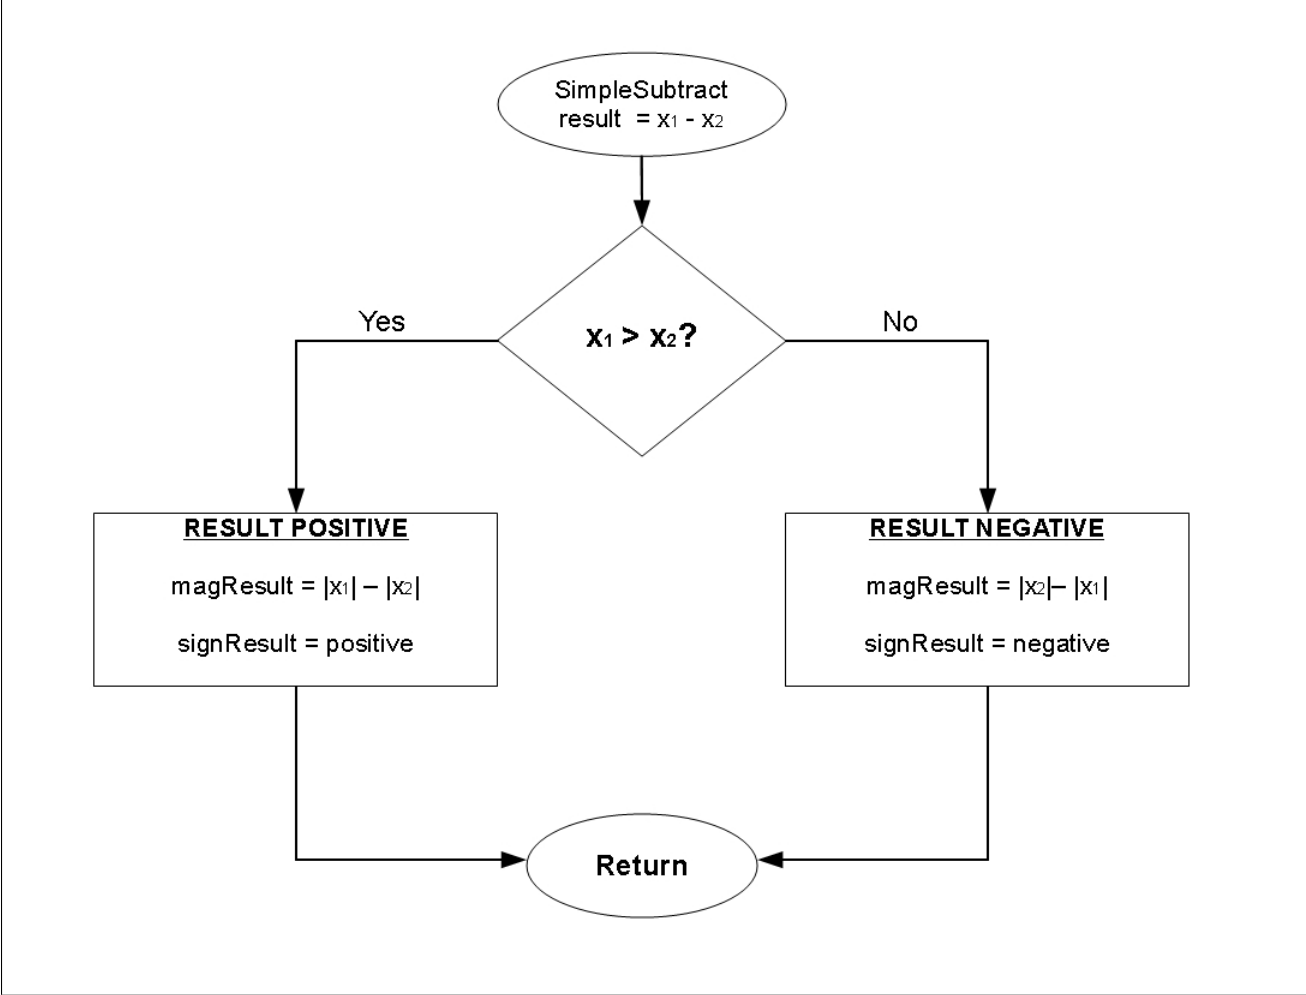 SimpleSubtract
result = x1 - x2
x1 > x2?
Yes
No
RESULT POSITIVE
magResult = |x1| – |x2|
signResult = positive
RESULT NEGATIVE
magResult = |x2|– |x1|
signResult = negative
Return